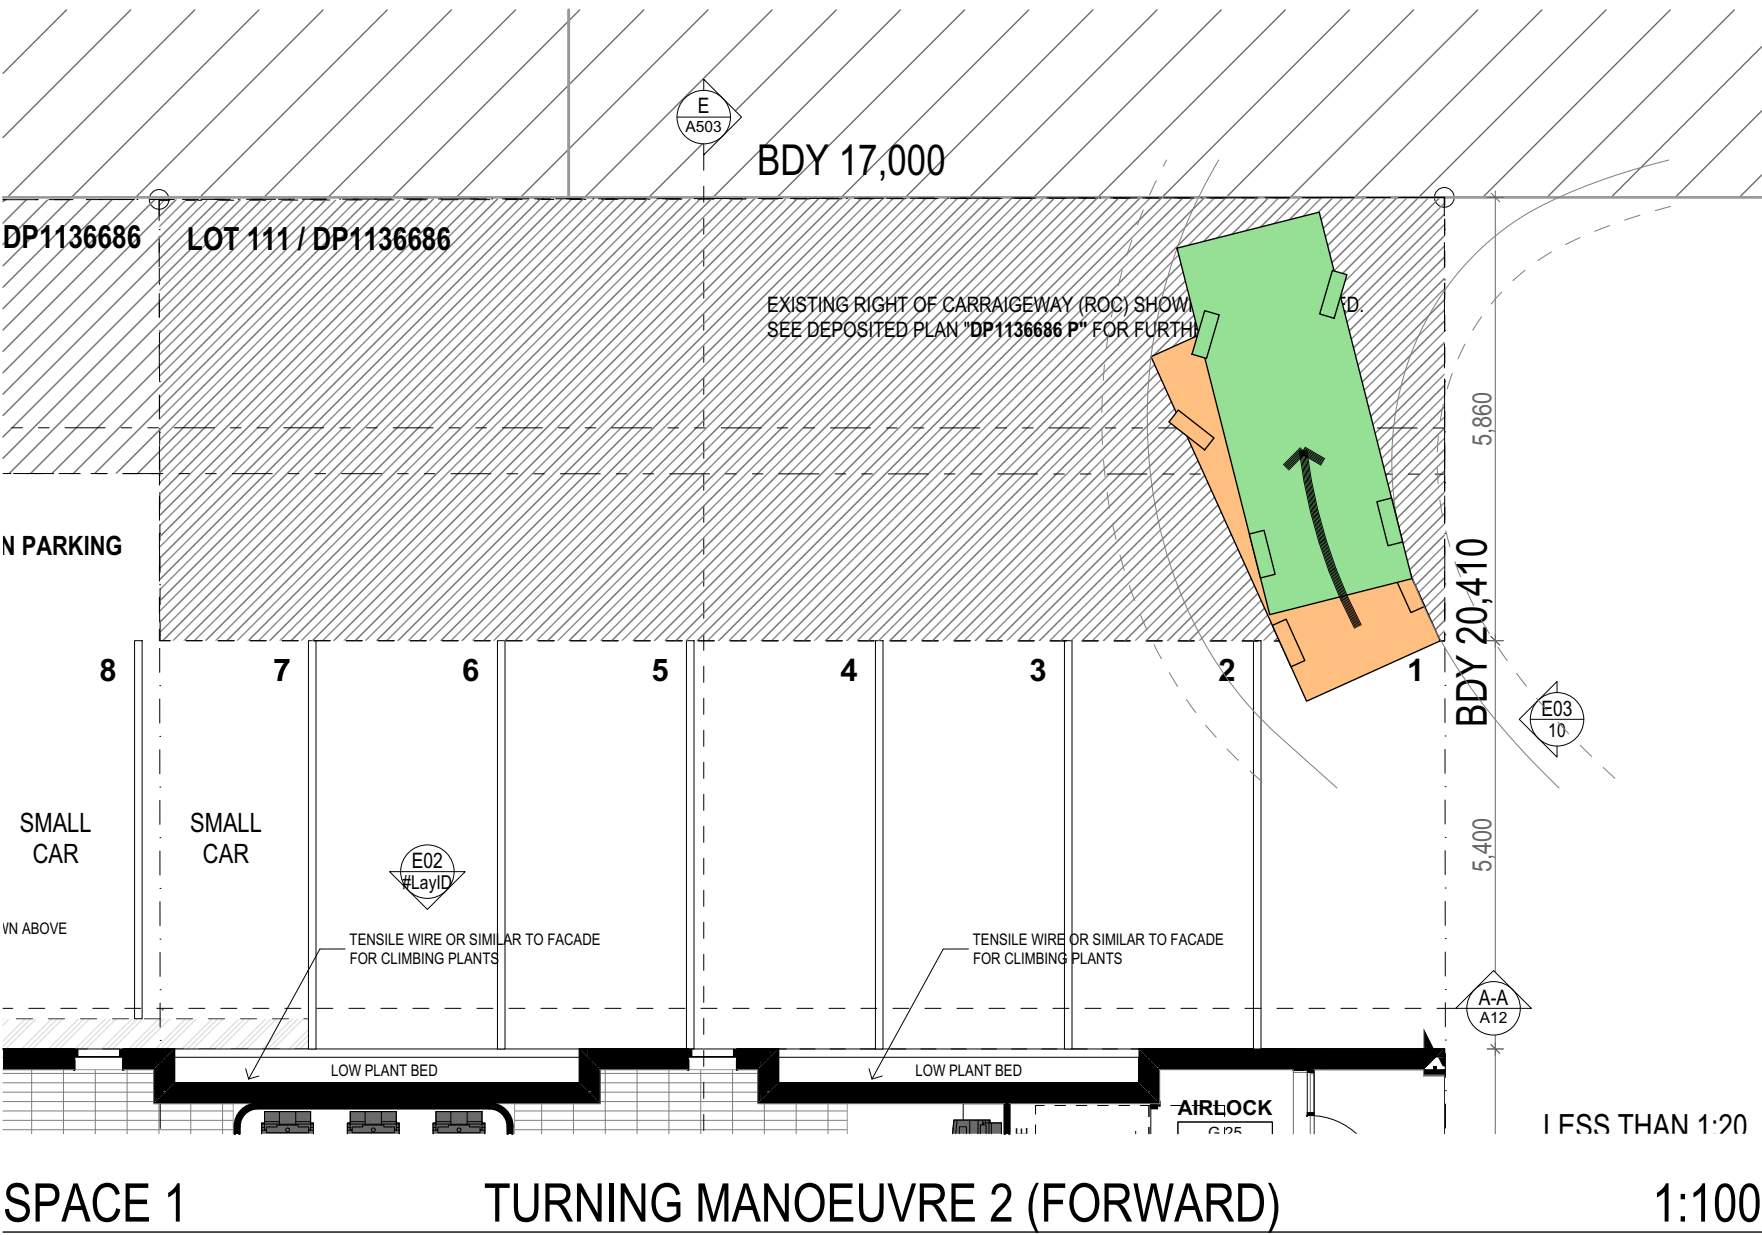 E
A503
BDY 17,000
DP1136686
LOT 111 / DP1136686
EXISTING RIGHT OF CARRAIGEWAY (ROC) SHOW D.
SEE DEPOSITED PLAN "DP1136686 P" FOR FURTH
5,860
N PARKING
BDY 20,410
8
7
6
5
4
3
2
1
E03
10
SMALL
CAR
SMALL
CAR
E02
#LayID
5,400
WN ABOVE
TENSILE WIRE OR SIMILAR TO FACADE
FOR CLIMBING PLANTS
TENSILE WIRE OR SIMILAR TO FACADE
FOR CLIMBING PLANTS
A-A
A12
LOW PLANT BED
LOW PLANT BED
AIRLOCK
LESS THAN 1:20
SPACE 1
TURNING MANOEUVRE 2 (FORWARD)
1:100